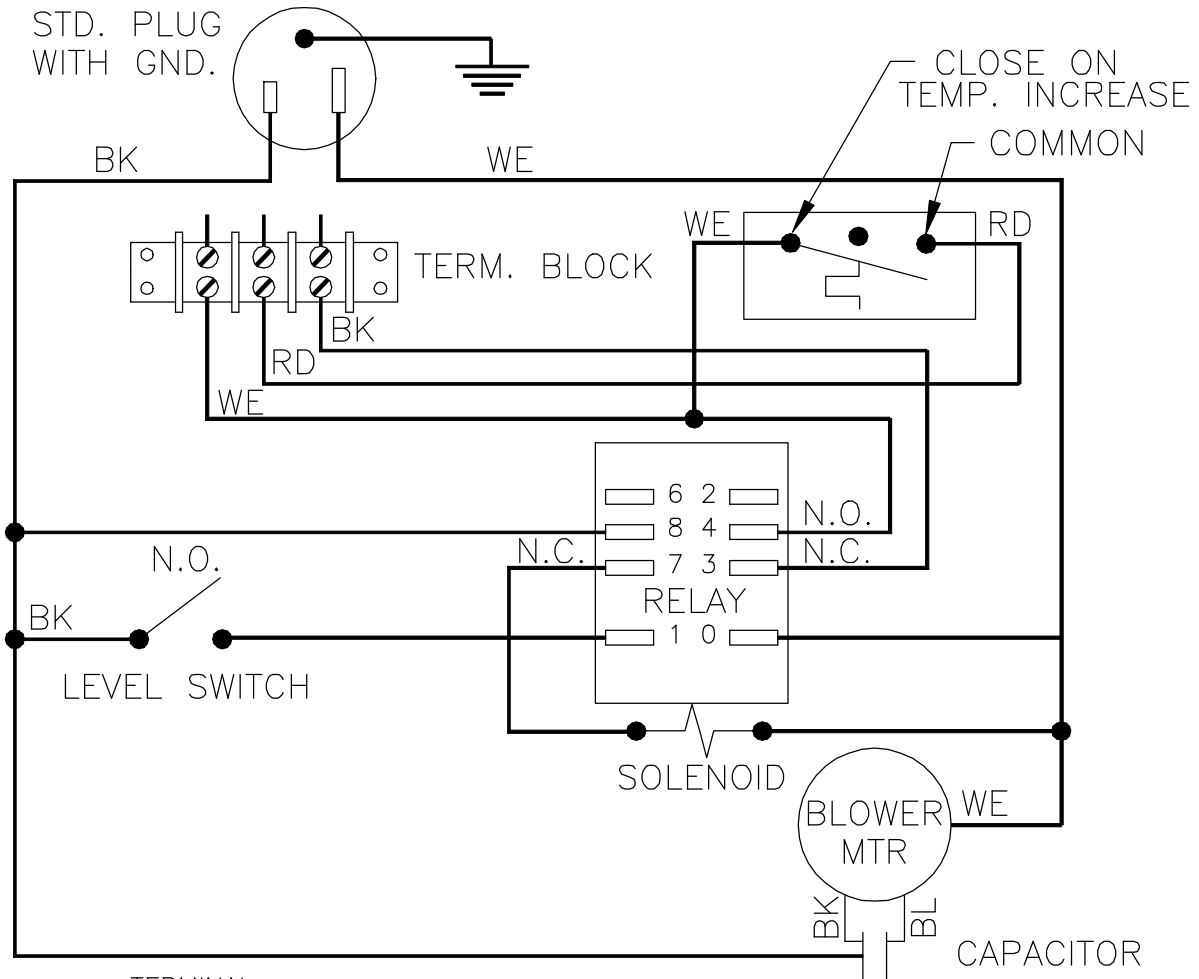 STD. PLUG
WITH GND.
CLOSE ON
TEMP. INCREASE
COMMON
BK
WE
WE
RD
TERM. BLOCK
BK
RD
WE
6 2
8 4
N.O.
N.C.
7 3
N.C.
RELAY
N.O.
BK
1 0
LEVEL SWITCH
SOLENOID
BLOWER
MTR
WE
BK
BL
CAPACITOR
TERMINAL